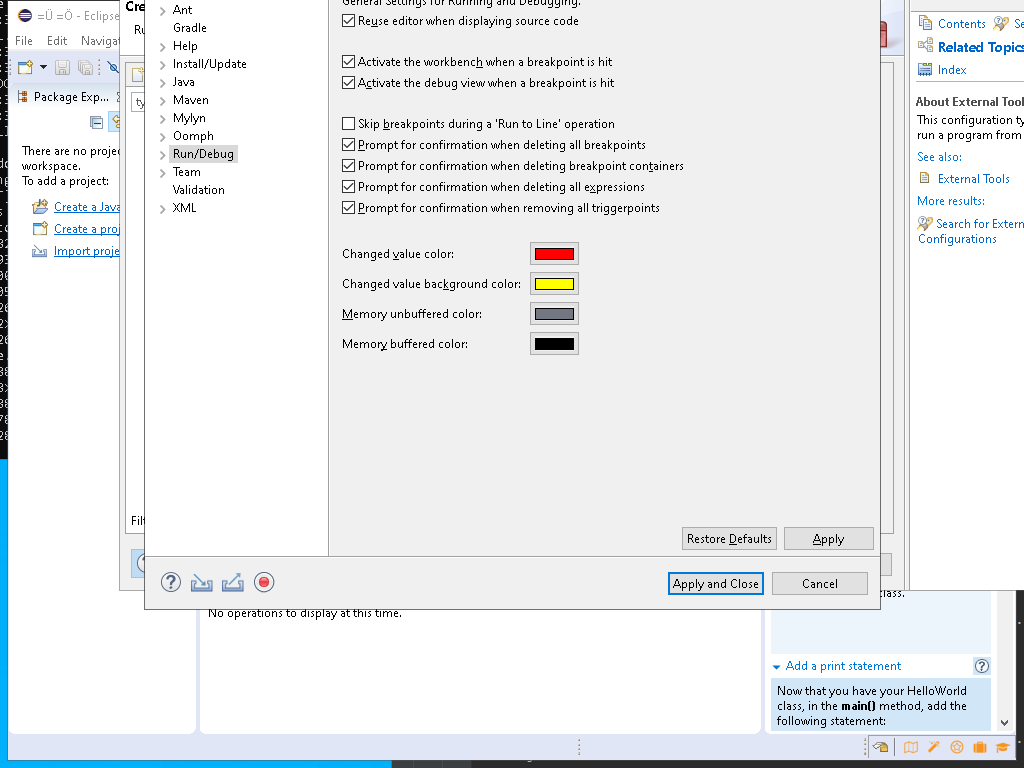 =Ü =Ö - Eclipse
File Edit Naviga
Package Exp...
There are no proje
workspace.
To add a project:
Create a Java
Create a proj
Import proje
Cre
Ru
ty
Filt
Ant
Gradle
Help
Install/Update
Java
Maven
Mylyn
Oomph
Run/Debug
Team
Validation
XML
General Settings for Running and Debugging.
Reuse editor when displaying source code
Activate the workbench when a breakpoint is hit
Activate the debug view when a breakpoint is hit
Skip breakpoints during a 'Run to Line' operation
Prompt for confirmation when deleting all breakpoints
Prompt for confirmation when deleting breakpoint containers
Prompt for confirmation when deleting all expressions
Prompt for confirmation when removing all triggerpoints
Changed value color:
Changed value background color:
Memory unbuffered color:
Memory buffered color:
Restore Defaults Apply
Apply and Close Cancel
Contents Se
Related Topics
Index
About External Tool
This configuration ty
run a program from
See also:
External Tools
More results:
Search for Extern
Configurations
No operations to display at this time.
class.
Add a print statement
Now that you have your HelloWorld
class, in the main() method, add the
following statement: